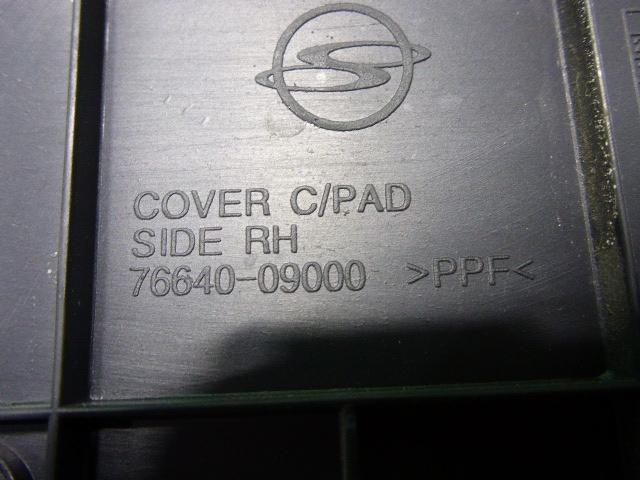 COVER C/PAD
SIDE RH
76640-09000 >PPF<